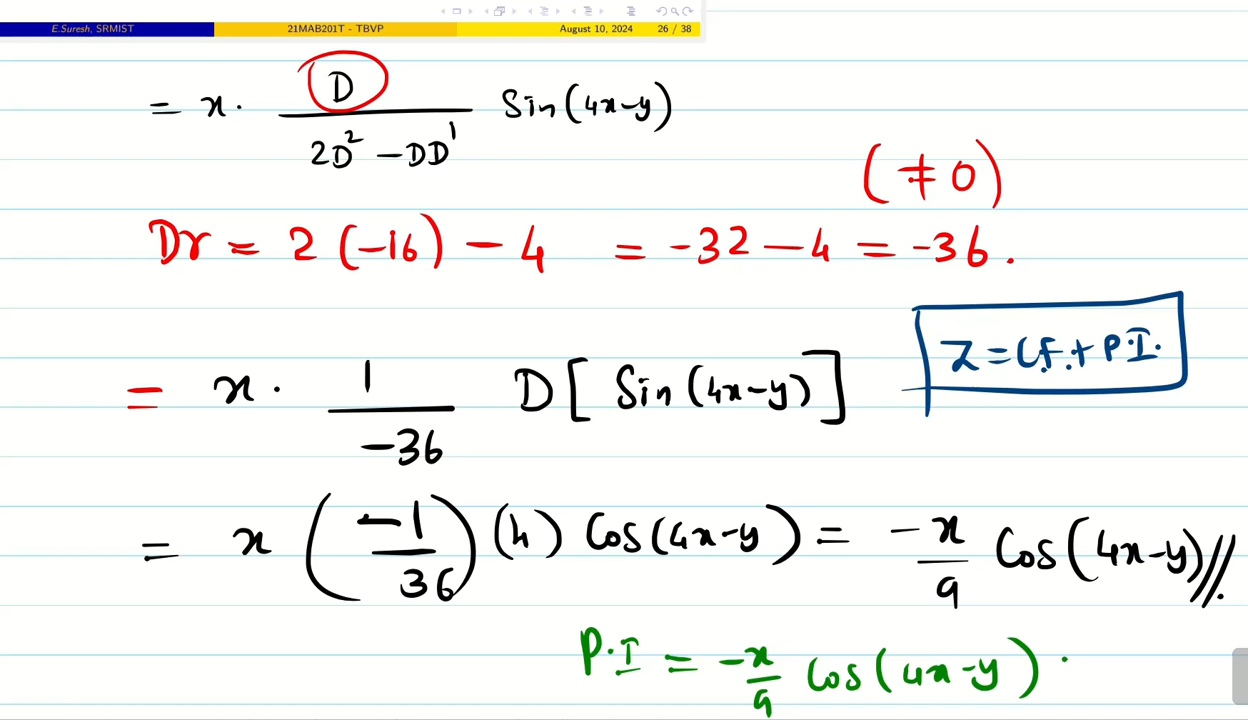 E.Suresh, SRMIST 21MAB201T - TBVP August 10, 2024 26 / 38
= x · D / (2D² - DD') Sin(4x-y)
(≠ 0)
Dr = 2(-16) - 4 = -32 - 4 = -36.
Z = C.F. + P.I.
= x · 1 / -36 D[Sin(4x-y)]
= x (-1/36) (4) Cos(4x-y) = -x/9 Cos(4x-y)//.
P.I = -x/9 Cos(4x-y).